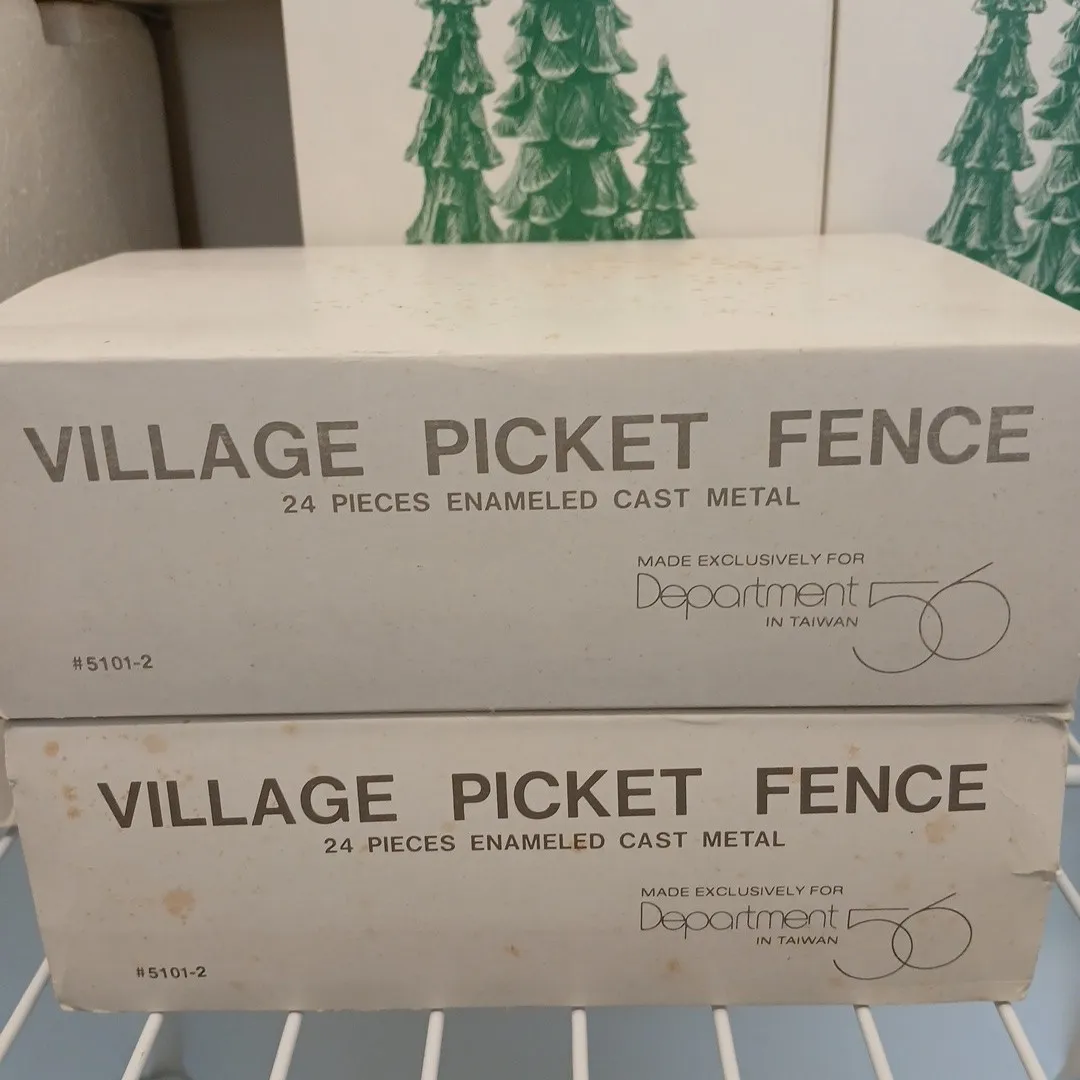 VILLAGE PICKET FENCE
24 PIECES ENAMELED CAST METAL
MADE EXCLUSIVELY FOR
Department 56
IN TAIWAN
#5101-2
VILLAGE PICKET FENCE
24 PIECES ENAMELED CAST METAL
MADE EXCLUSIVELY FOR
Department 56
IN TAIWAN
#5101-2